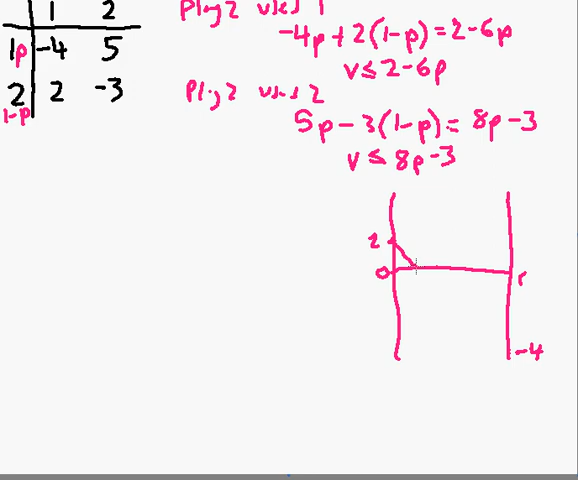 1 2
1 p -4 5
2 1-p 2 -3
Play 2 uses 1
-4p+2(1-p)=2-6p
v≤2-6p
Play 2 uses 2
5p-3(1-p)=8p-3
v≤8p-3
2
0
1
-4